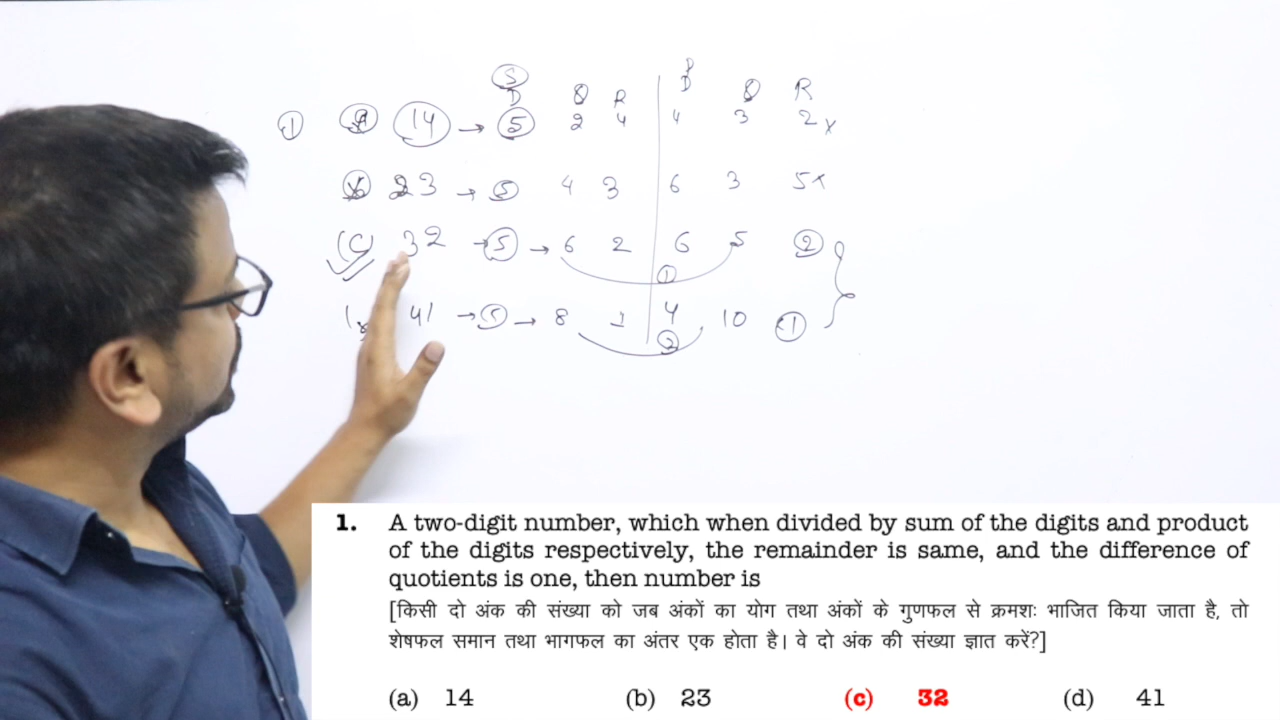 S P
D Q R D Q R
① (a) 14 → 5 2 4 4 3 2 x
23 → 5 4 3 6 3 5x
(c) 32 → 5 → 6 2 6 5 2
①
41 → 5 → 8 1 4 10 1
1. A two-digit number, which when divided by sum of the digits and product
of the digits respectively, the remainder is same, and the difference of
quotients is one, then number is
[किसी दो अंक की संख्या को जब अंकों का योग तथा अंकों के गुणफल से क्रमशः भाजित किया जाता है, तो
शेषफल समान तथा भागफल का अंतर एक होता है। वे दो अंक की संख्या ज्ञात करें?]
(a) 14 (b) 23 (c) 32 (d) 41